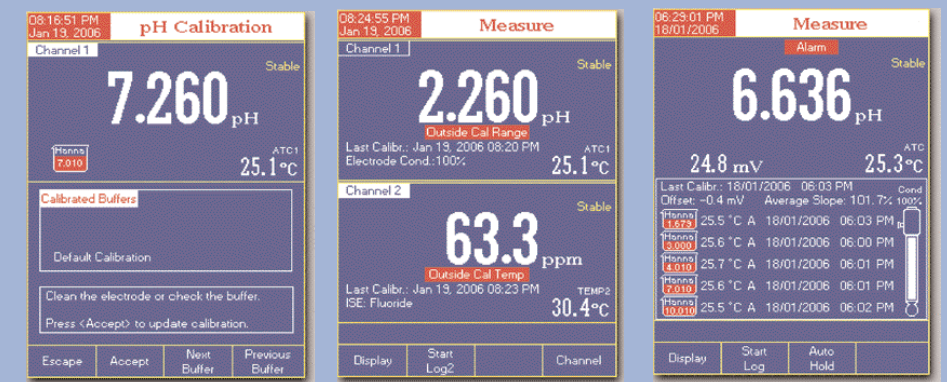 08:16:51 PM
Jan 19, 2006
pH Calibration
Channel 1
Stable
7.260 pH
Hanna
7.010
ATC1
25.1°C
Calibrated Buffers
Default Calibration
Clean the electrode or check the buffer.
Press <Accept> to update calibration.
Escape Accept Next Buffer Previous Buffer
08:24:55 PM
Jan 19, 2006
Measure
Channel 1
Stable
2.260 pH
Outside Cal Range
Last Calibr.: Jan 19, 2006 08:20 PM
Electrode Cond.:100%
ATC1
25.1°C
Channel 2
Stable
63.3 ppm
Outside Cal Temp
Last Calibr.: Jan 19, 2006 08:23 PM
ISE: Fluoride
TEMP2
30.4°C
Display Start Log2 Channel
06:29:01 PM
18/01/2006
Measure
Alarm
Stable
6.636 pH
ATC
24.8 mV 25.3°C
Last Calibr.: 18/01/2006 06:03 PM Cond
Offset: -0.4 mV Average Slope: 101.7% 100%
Hanna
1.679 25.5 °C A 18/01/2006 06:03 PM
Hanna
3.000 25.6 °C A 18/01/2006 06:00 PM
Hanna
4.010 25.7 °C A 18/01/2006 06:01 PM
Hanna
7.010 25.6 °C A 18/01/2006 06:01 PM
Hanna
10.010 25.5 °C A 18/01/2006 06:02 PM
Display Start Log Auto Hold